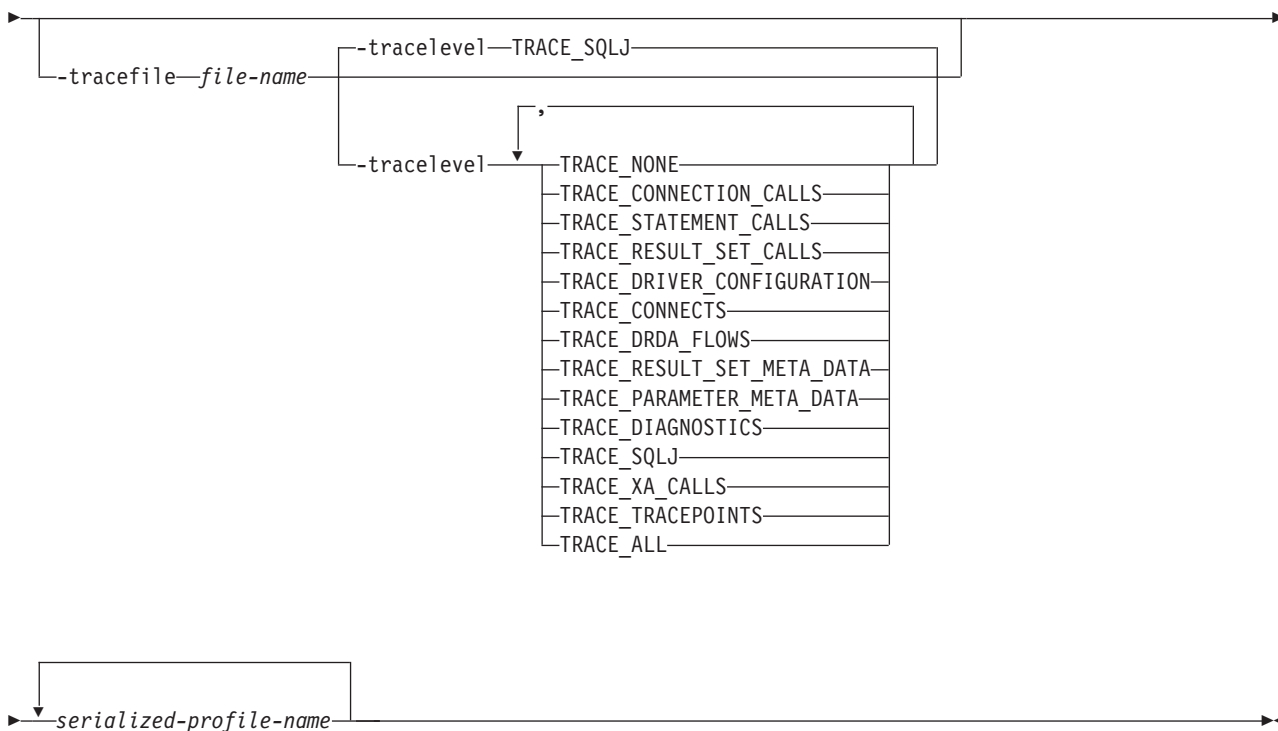 -tracelevel TRACE_SQLJ
-tracefile file-name
,
-tracelevel TRACE_NONE
TRACE_CONNECTION_CALLS
TRACE_STATEMENT_CALLS
TRACE_RESULT_SET_CALLS
TRACE_DRIVER_CONFIGURATION
TRACE_CONNECTS
TRACE_DRDA_FLOWS
TRACE_RESULT_SET_META_DATA
TRACE_PARAMETER_META_DATA
TRACE_DIAGNOSTICS
TRACE_SQLJ
TRACE_XA_CALLS
TRACE_TRACEPOINTS
TRACE_ALL
serialized-profile-name